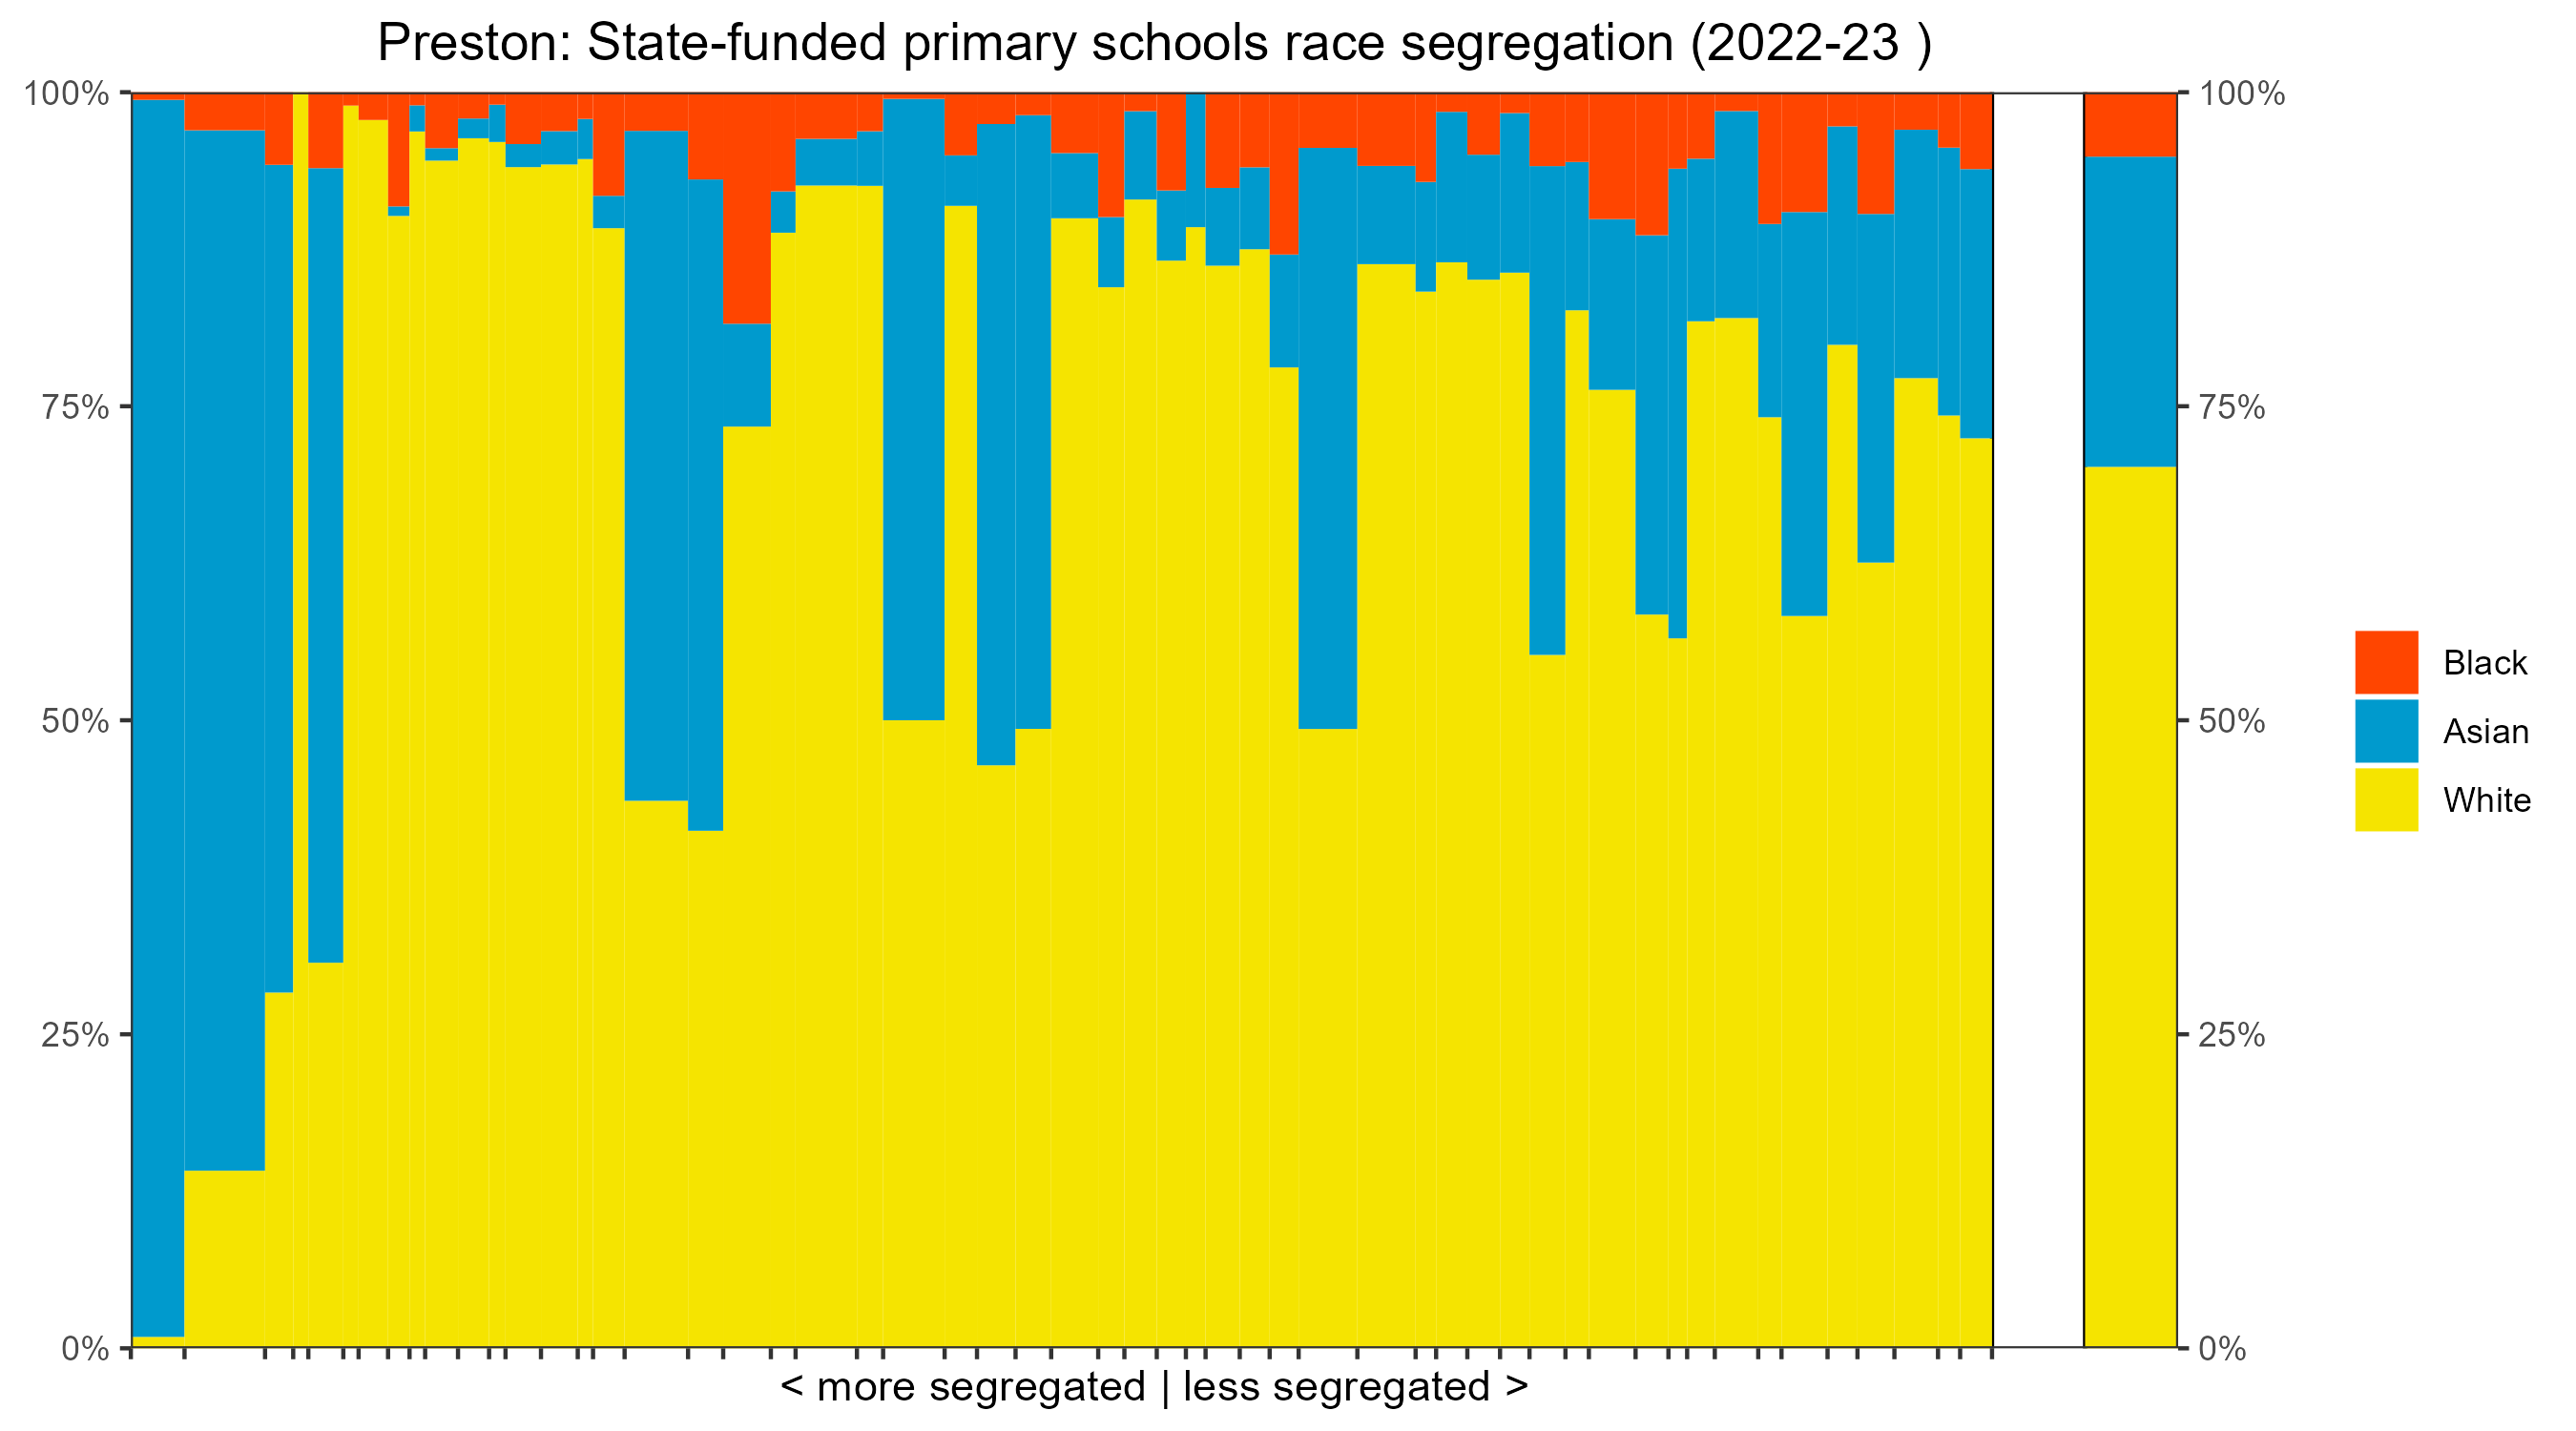 Preston: State-funded primary schools race segregation (2022-23 )
100%
75%
50%
25%
0%
100%
75%
50%
25%
0%
Black
Asian
White
< more segregated | less segregated >